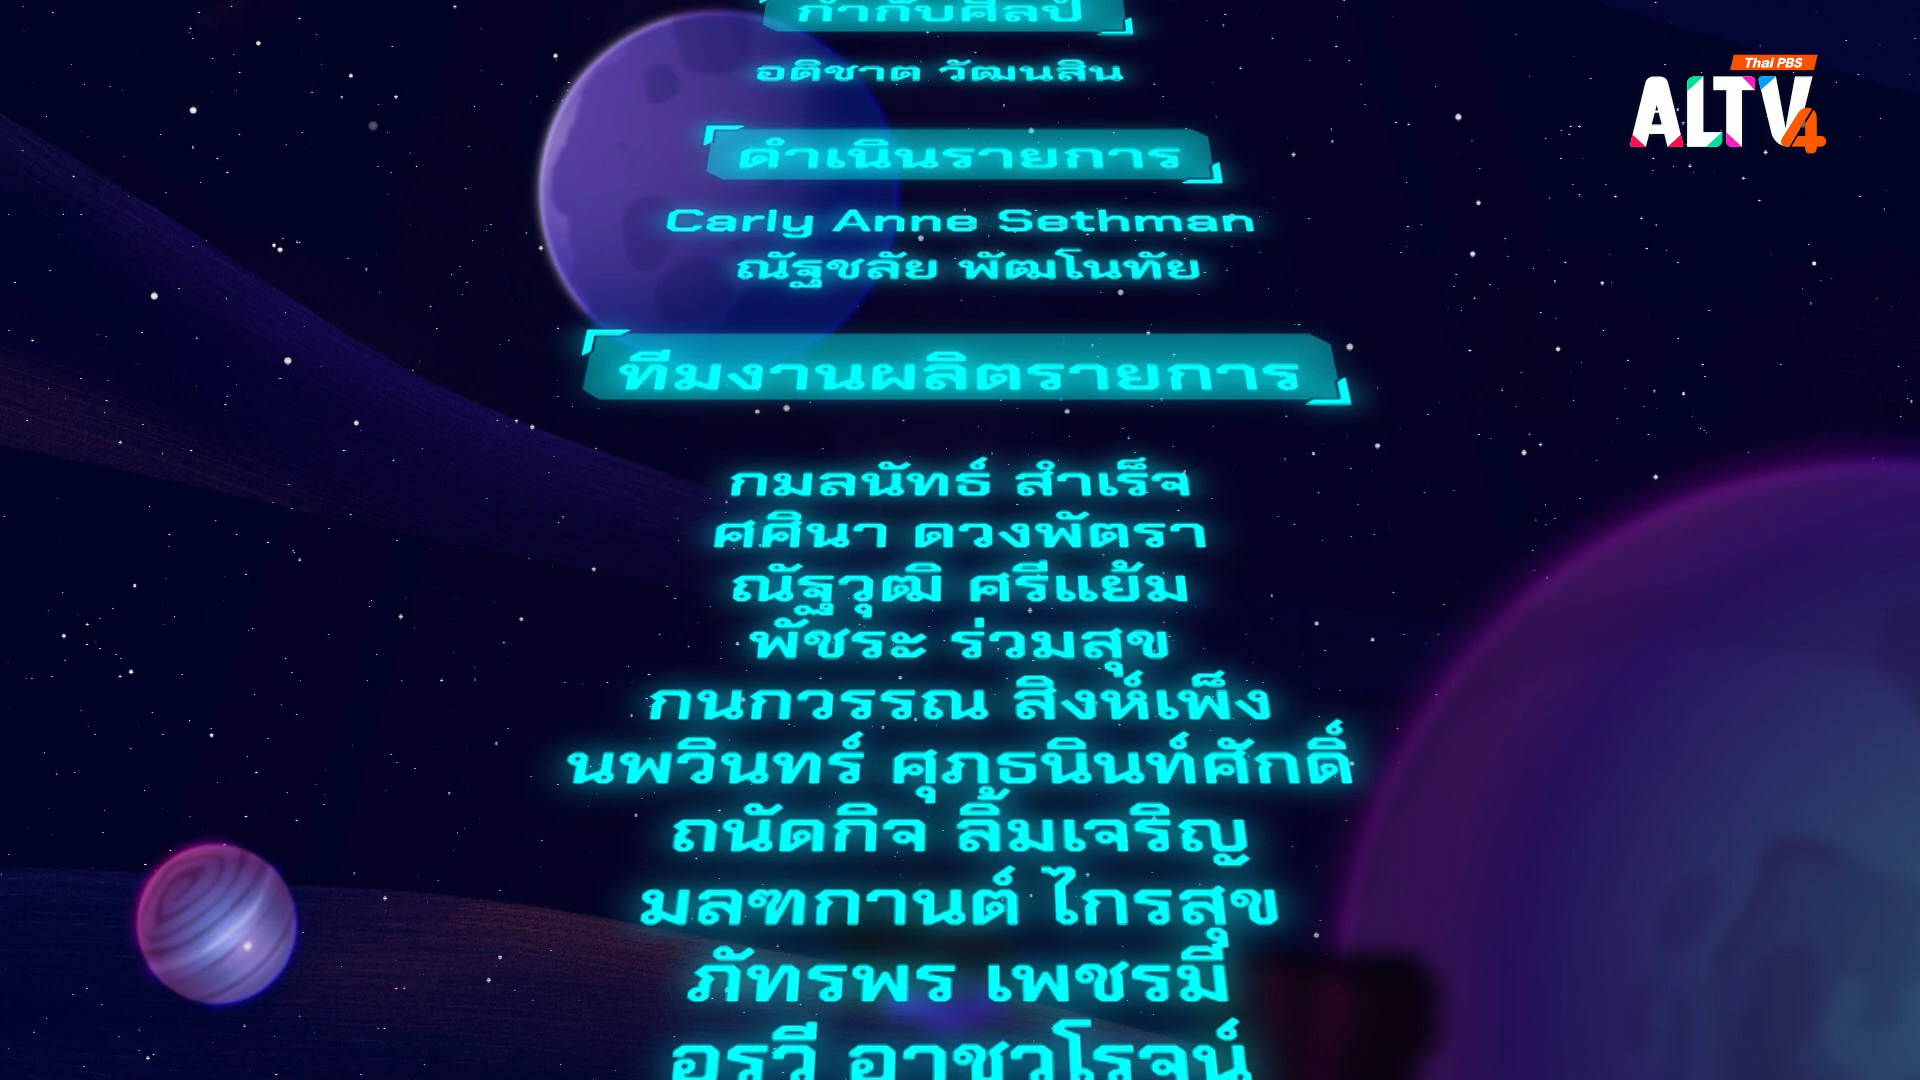 กำกับศิลป์
อติชาต วัฒนสิน
Thai PBS
ALTV4
ดำเนินรายการ
Carly Anne Sethman
ณัฐชลัย พัฒโนทัย
ทีมงานผลิตรายการ
กมลนัทธ์ สำเร็จ
ศศินา ดวงพัตรา
ณัฐวุฒิ ศรีแย้ม
พัชระ ร่วมสุข
กนกวรรณ สิงห์เพ็ง
นพวินทร์ ศุภธนินท์ศักดิ์
ถนัดกิจ ลิ้มเจริญ
มลฑกานต์ ไกรสุข
ภัทรพร เพชรมี
อรวี อาชวโรจน์